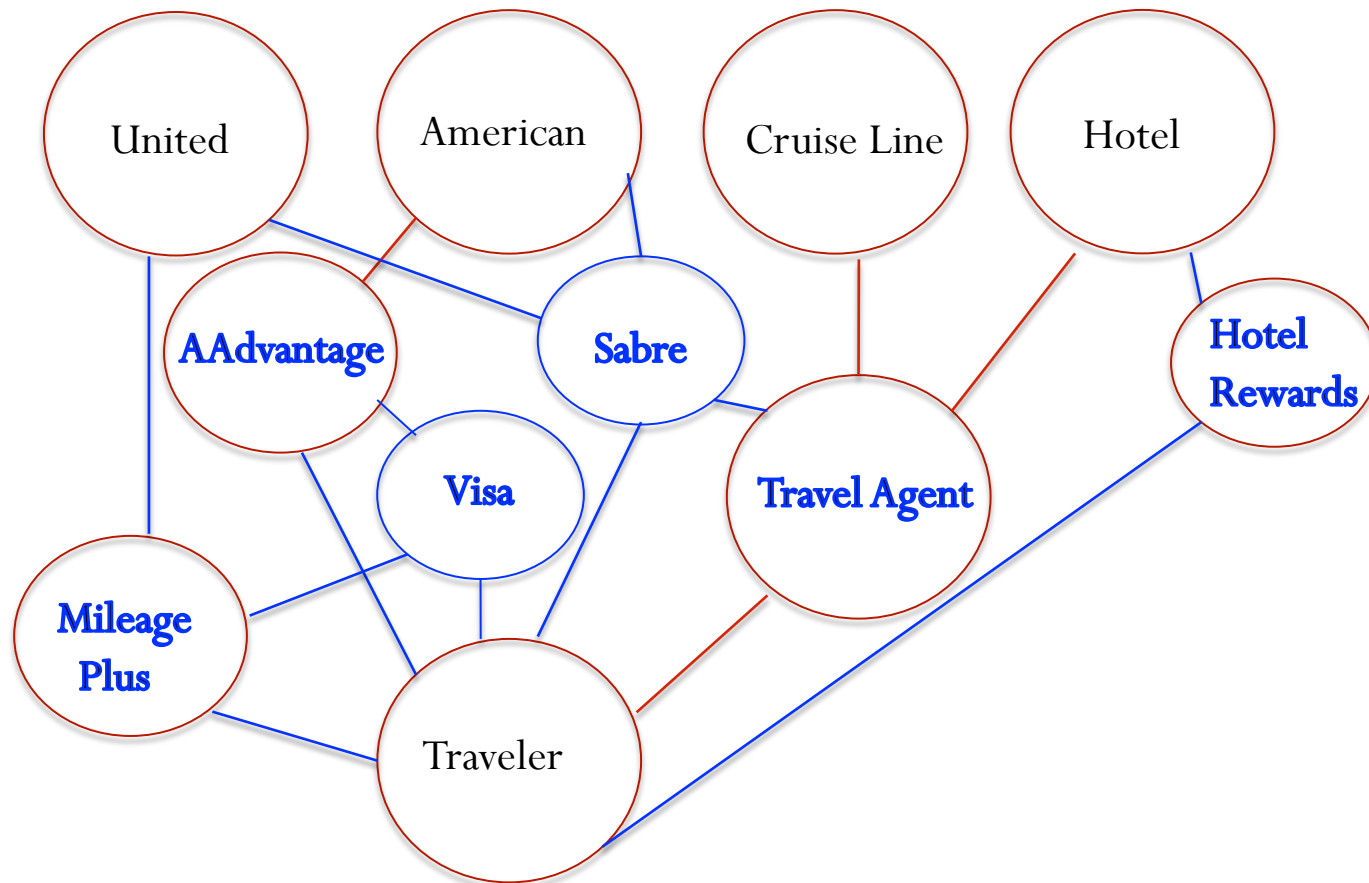 United
American
Cruise Line
Hotel
AAdvantage
Sabre
Hotel
Rewards
Visa
Travel Agent
Mileage
Plus
Traveler